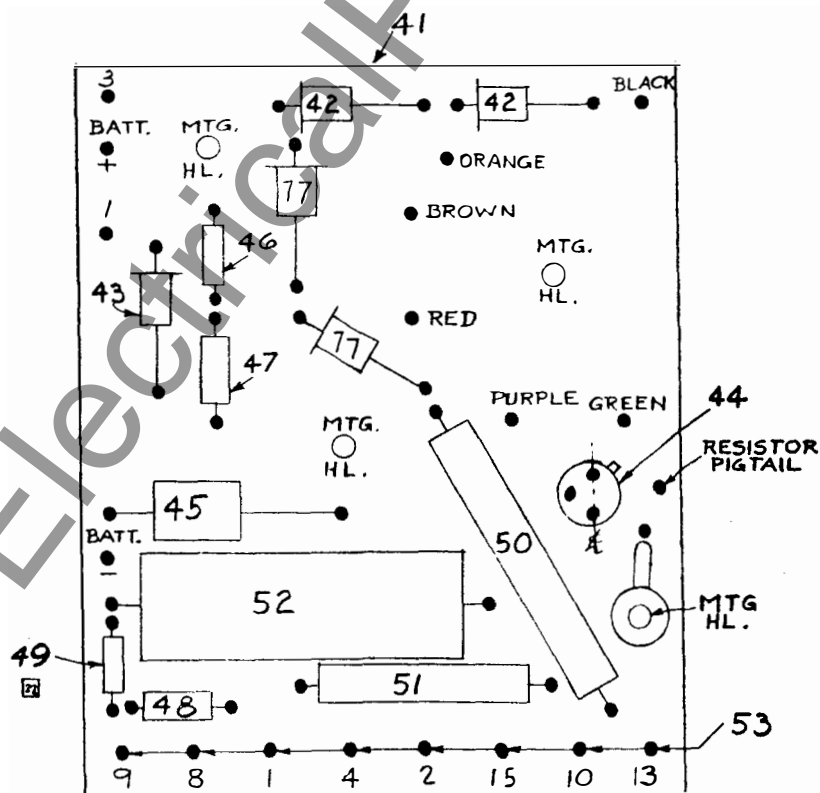 41
3
BATT.
+
1
MTG.
HL.
42
42
BLACK
ORANGE
77
BROWN
46
43
MTG.
HL.
77
RED
47
PURPLE
GREEN
44
MTG.
HL.
RESISTOR
PIGTAIL
45
BATT.
–
50
52
MTG
HL.
49
51
48
53
9 8 1 4 2 15 10 13
Electrical